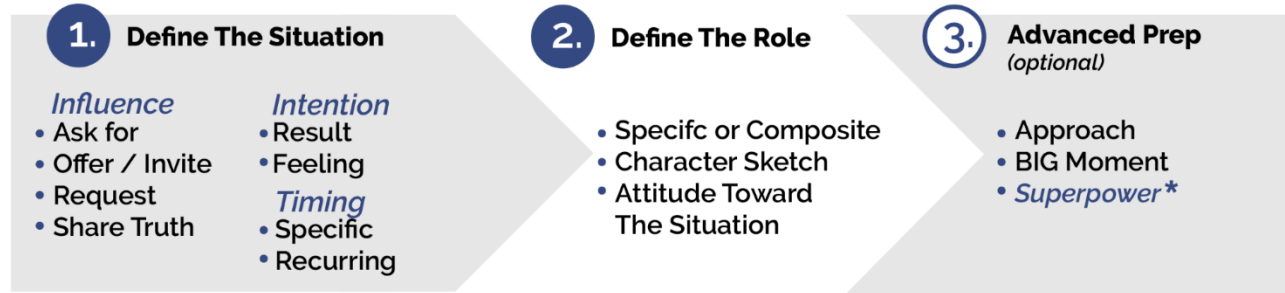 1. Define The Situation
Influence
• Ask for
• Offer / Invite
• Request
• Share Truth
Intention
• Result
• Feeling
Timing
• Specific
• Recurring
2. Define The Role
• Specifc or Composite
• Character Sketch
• Attitude Toward
The Situation
3. Advanced Prep
(optional)
• Approach
• BIG Moment
• Superpower*